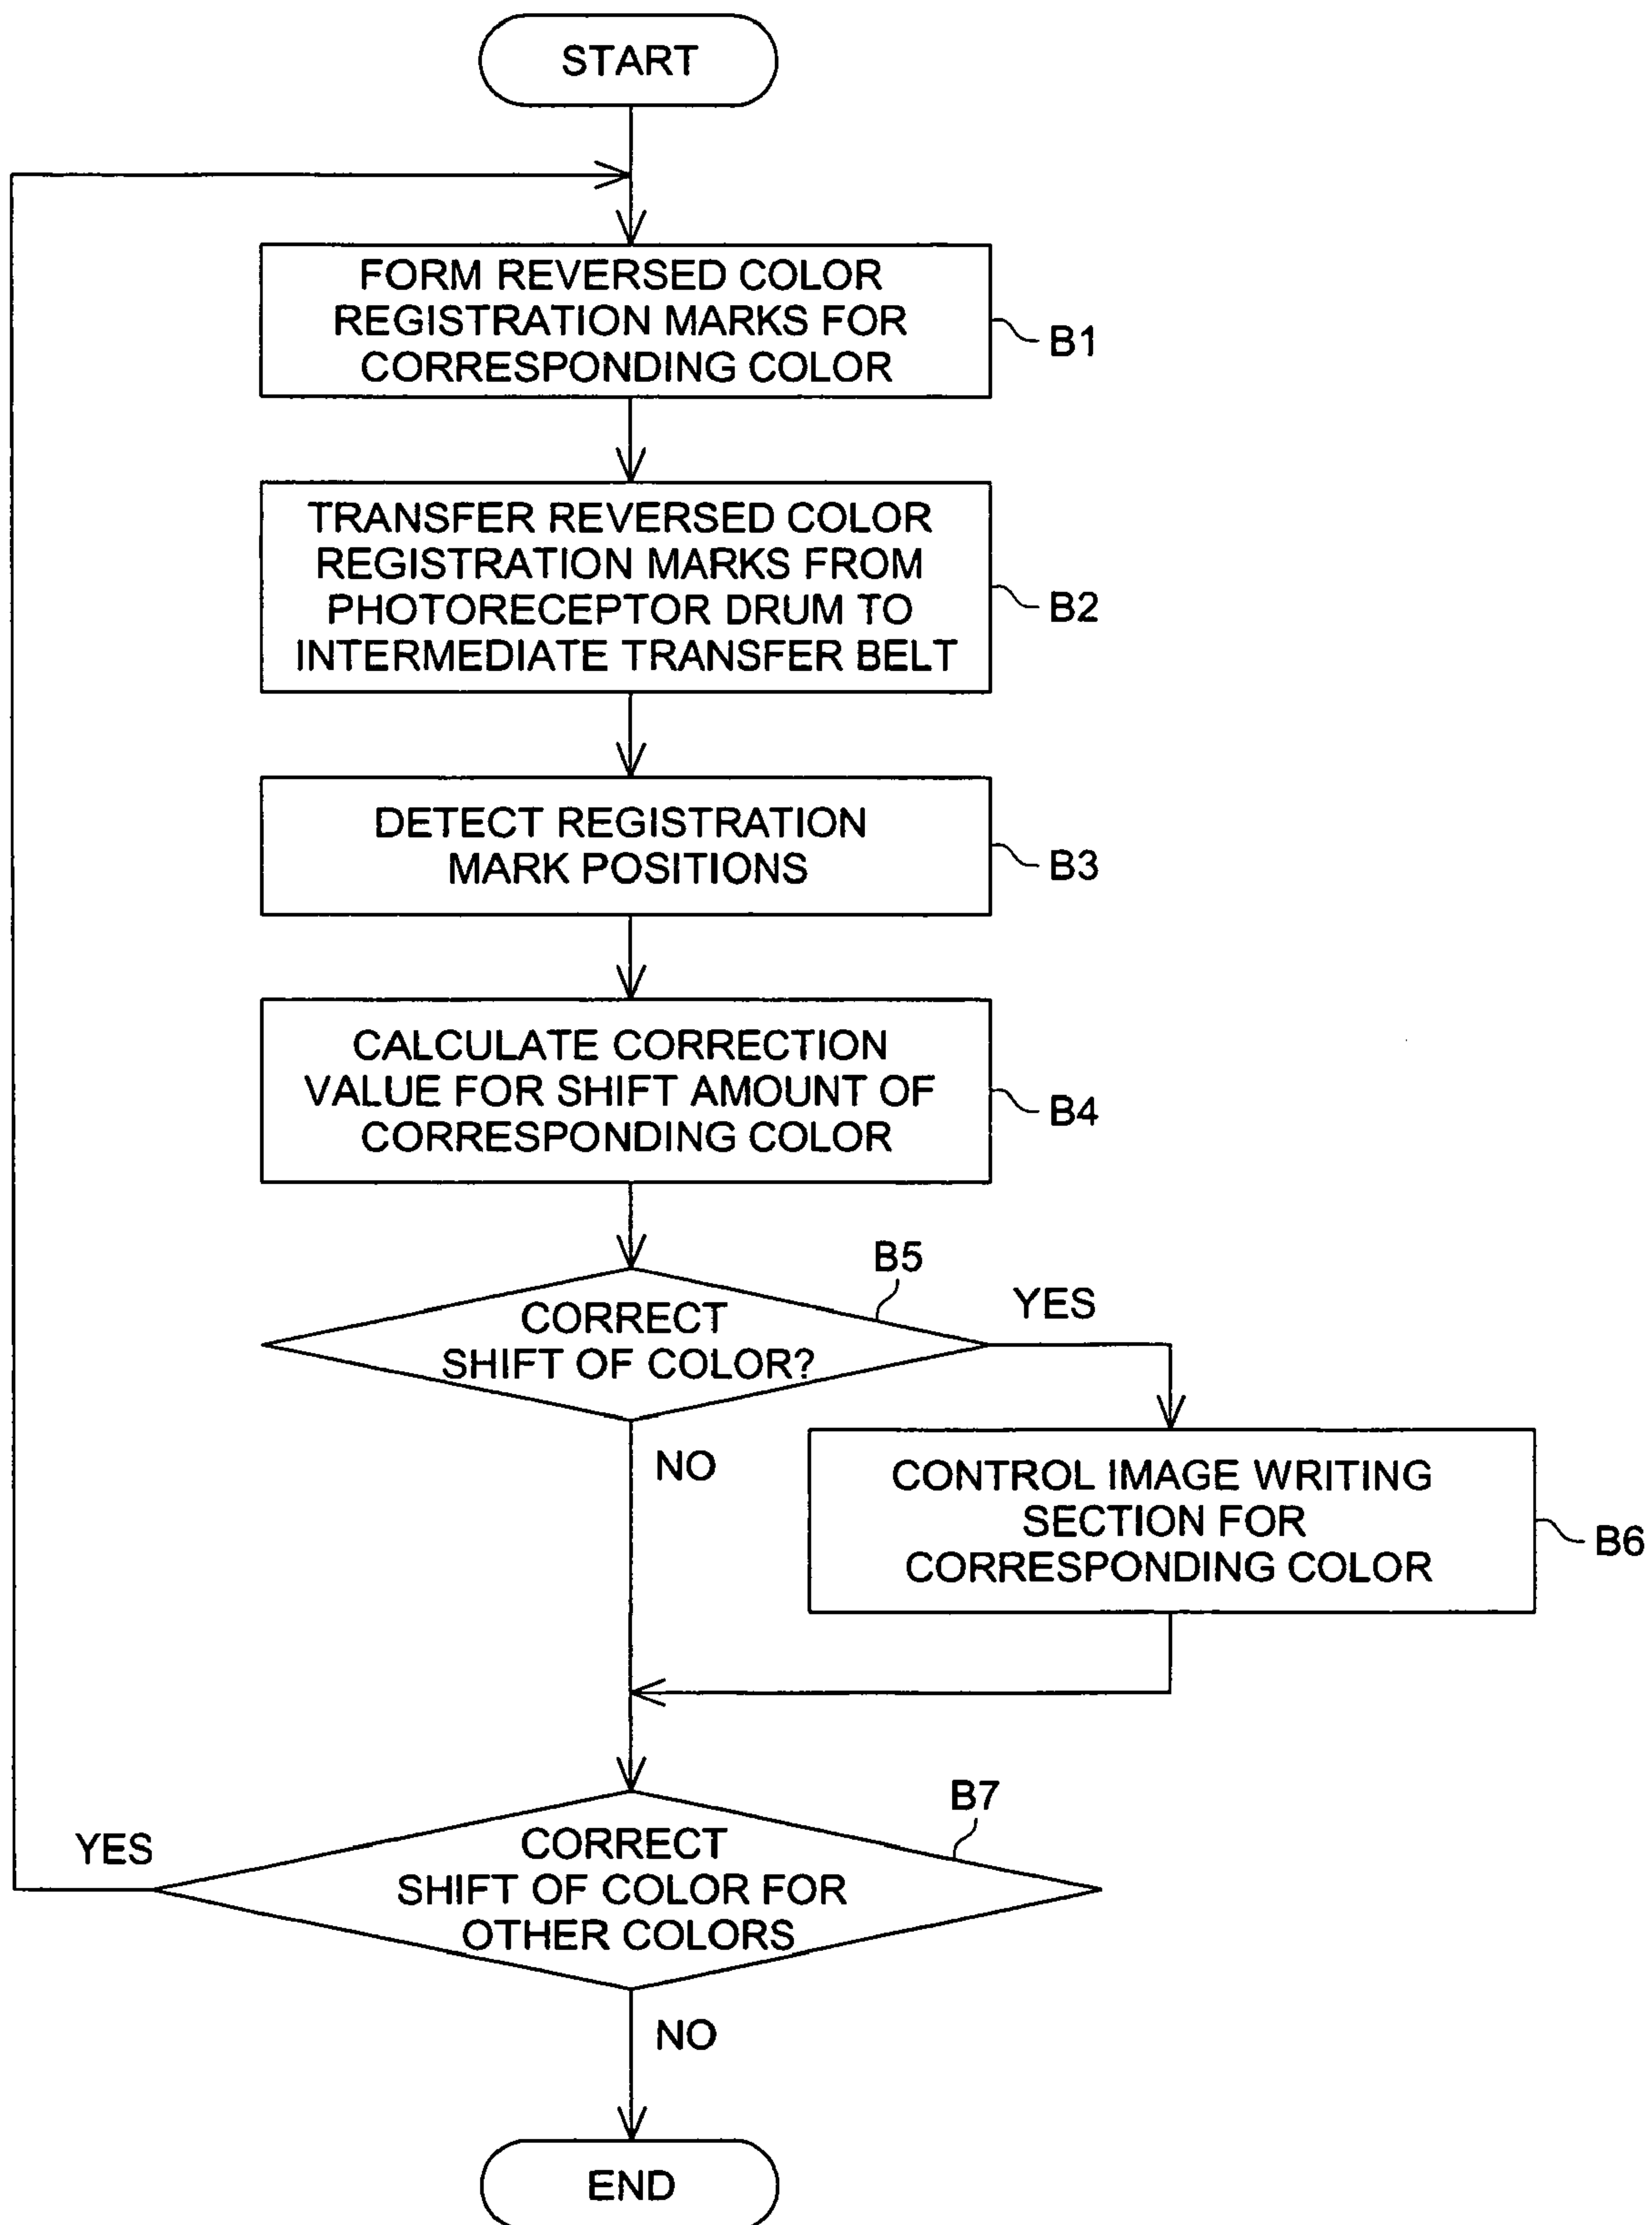 START
FORM REVERSED COLOR
REGISTRATION MARKS FOR
CORRESPONDING COLOR
B1
TRANSFER REVERSED COLOR
REGISTRATION MARKS FROM
PHOTORECEPTOR DRUM TO
INTERMEDIATE TRANSFER BELT
B2
DETECT REGISTRATION
MARK POSITIONS
B3
CALCULATE CORRECTION
VALUE FOR SHIFT AMOUNT OF
CORRESPONDING COLOR
B4
B5
CORRECT
SHIFT OF COLOR?
YES
NO
CONTROL IMAGE WRITING
SECTION FOR
CORRESPONDING COLOR
B6
B7
YES
CORRECT
SHIFT OF COLOR FOR
OTHER COLORS
NO
END